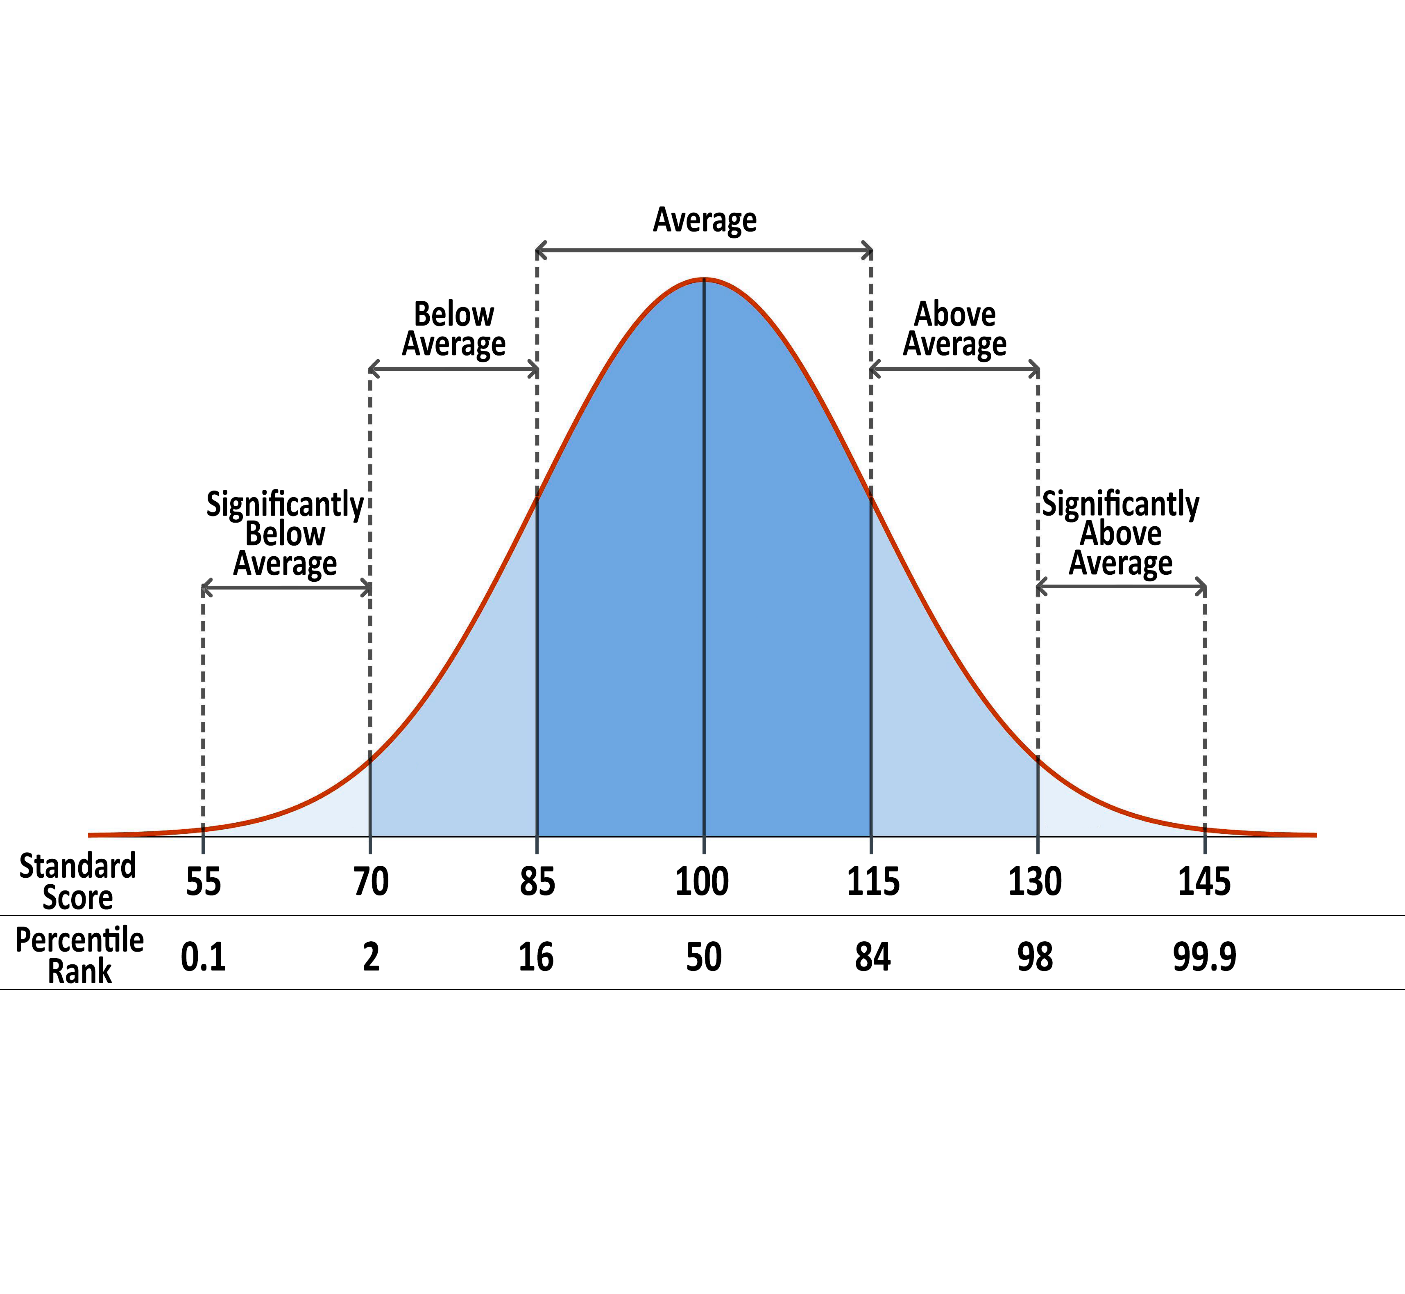 Average
Below
Average
Above
Average
Significantly
Below
Average
Significantly
Above
Average
Standard
Score
55 70 85 100 115 130 145
Percentile
Rank
0.1 2 16 50 84 98 99.9